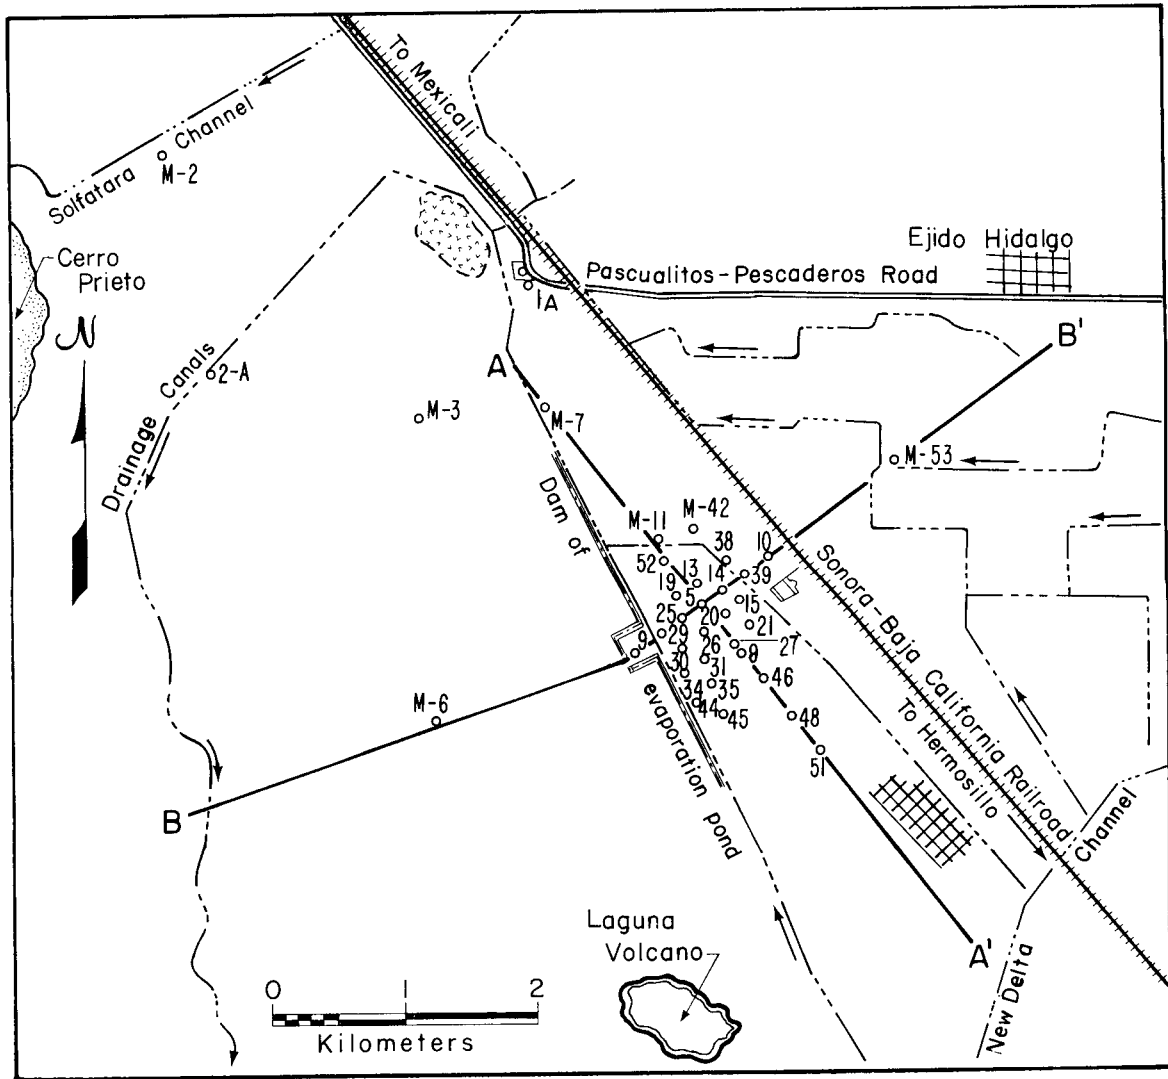 To Mexicali
Solfatara Channel
M-2
Cerro
Prieto
N
Ejido Hidalgo
Pascualitos-Pescaderos Road
1A
B'
A
2-A
M-3
M-7
Drainage Canals
M-53
Dam of
evaporation pond
M-11
M-42
38
10
52
13
14
39
19
5
15
25
20
21
9
29
26
8
27
30
31
46
34
35
44
45
48
51
M-6
B
Sonora-Baja California Railroad
To Hermosillo
New Delta Channel
A'
Laguna
Volcano
0 1 2
Kilometers